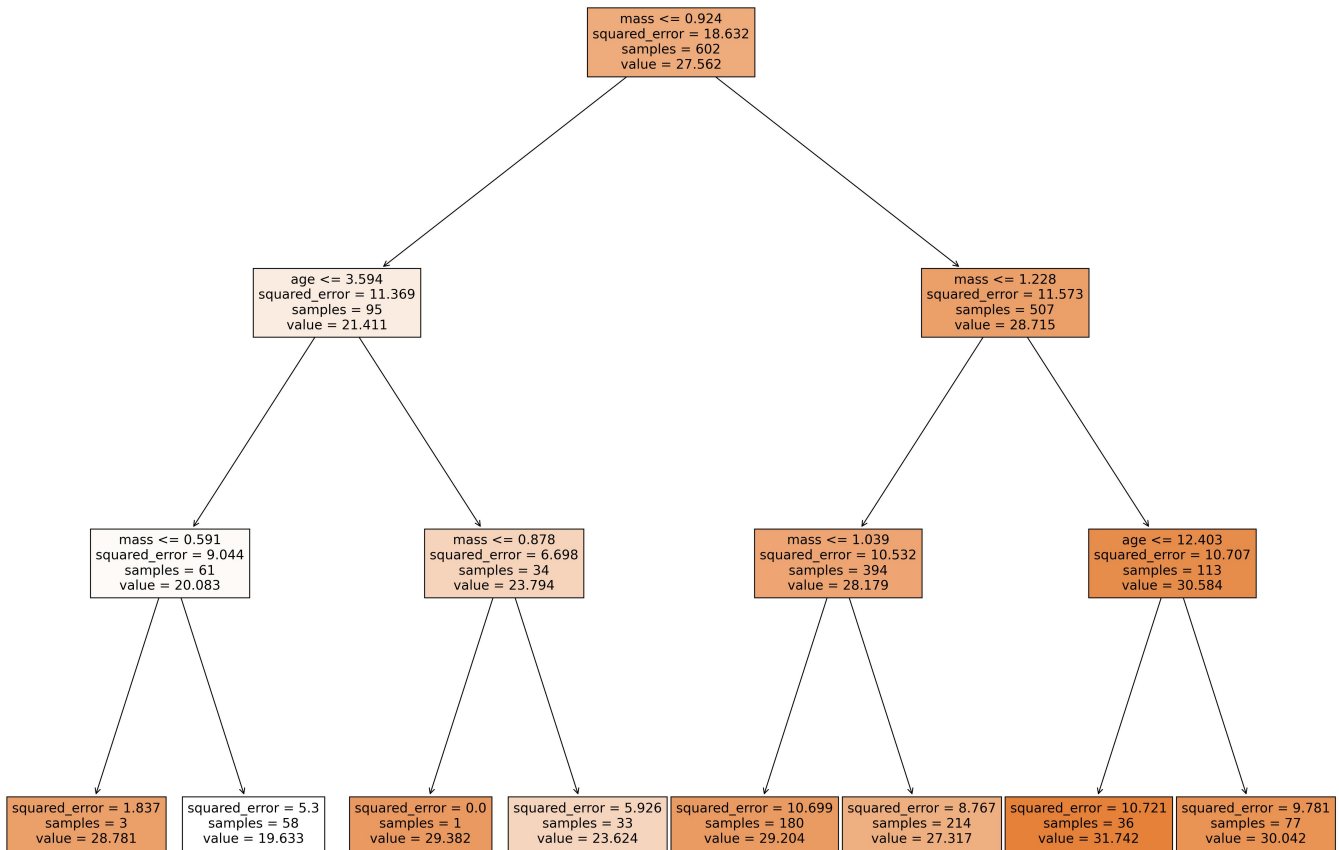 mass <= 0.924
squared_error = 18.632
samples = 602
value = 27.562
age <= 3.594
squared_error = 11.369
samples = 95
value = 21.411
mass <= 1.228
squared_error = 11.573
samples = 507
value = 28.715
mass <= 0.591
squared_error = 9.044
samples = 61
value = 20.083
mass <= 0.878
squared_error = 6.698
samples = 34
value = 23.794
mass <= 1.039
squared_error = 10.532
samples = 394
value = 28.179
age <= 12.403
squared_error = 10.707
samples = 113
value = 30.584
squared_error = 1.837
samples = 3
value = 28.781
squared_error = 5.3
samples = 58
value = 19.633
squared_error = 0.0
samples = 1
value = 29.382
squared_error = 5.926
samples = 33
value = 23.624
squared_error = 10.699
samples = 180
value = 29.204
squared_error = 8.767
samples = 214
value = 27.317
squared_error = 10.721
samples = 36
value = 31.742
squared_error = 9.781
samples = 77
value = 30.042